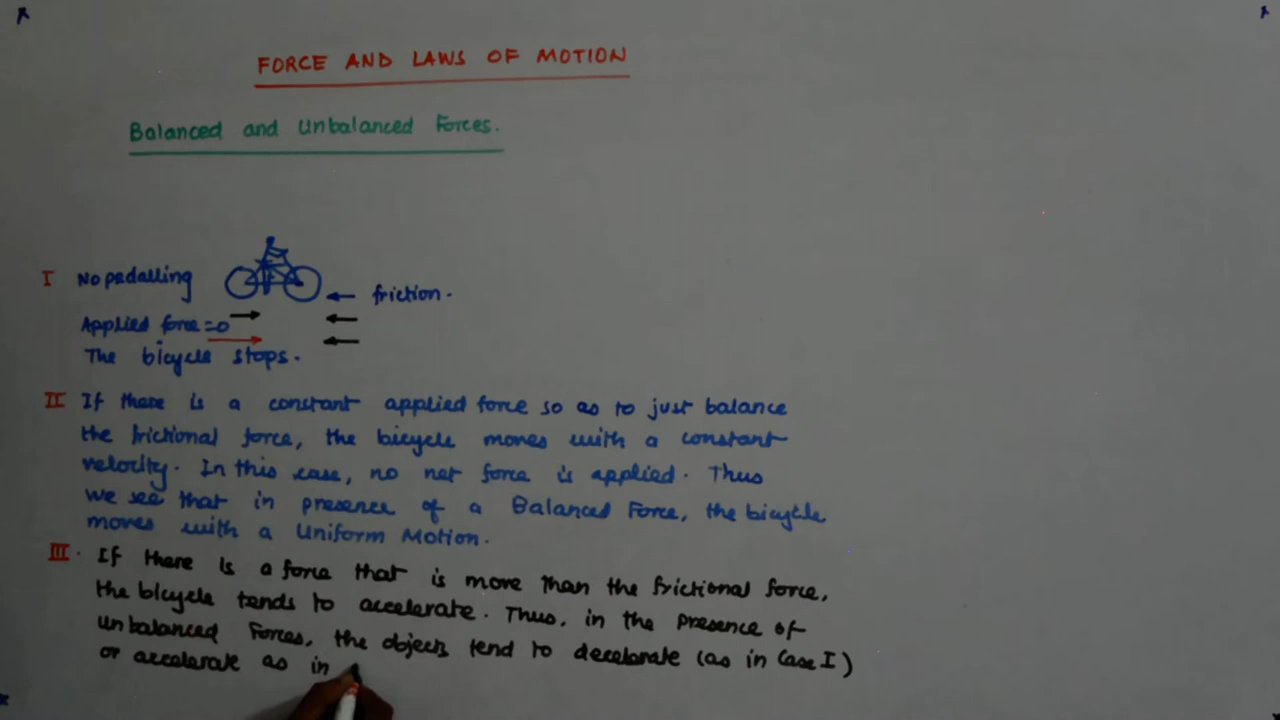 FORCE AND LAWS OF MOTION
Balanced and Unbalanced Forces.
I No pedalling
friction.
Applied force=0
The bicycle stops.
II If there is a constant applied force so as to just balance
the frictional force, the bicycle moves with a constant
velocity. In this case, no net force is applied. Thus
we see that in presence of a Balanced Force, the bicycle
moves with a Uniform Motion.
III. If there is a force that is more than the frictional force,
the bicycle tends to accelerate. Thus, in the presence of
unbalanced Forces, the objects tend to decelerate (as in Case I)
or accelerate as in